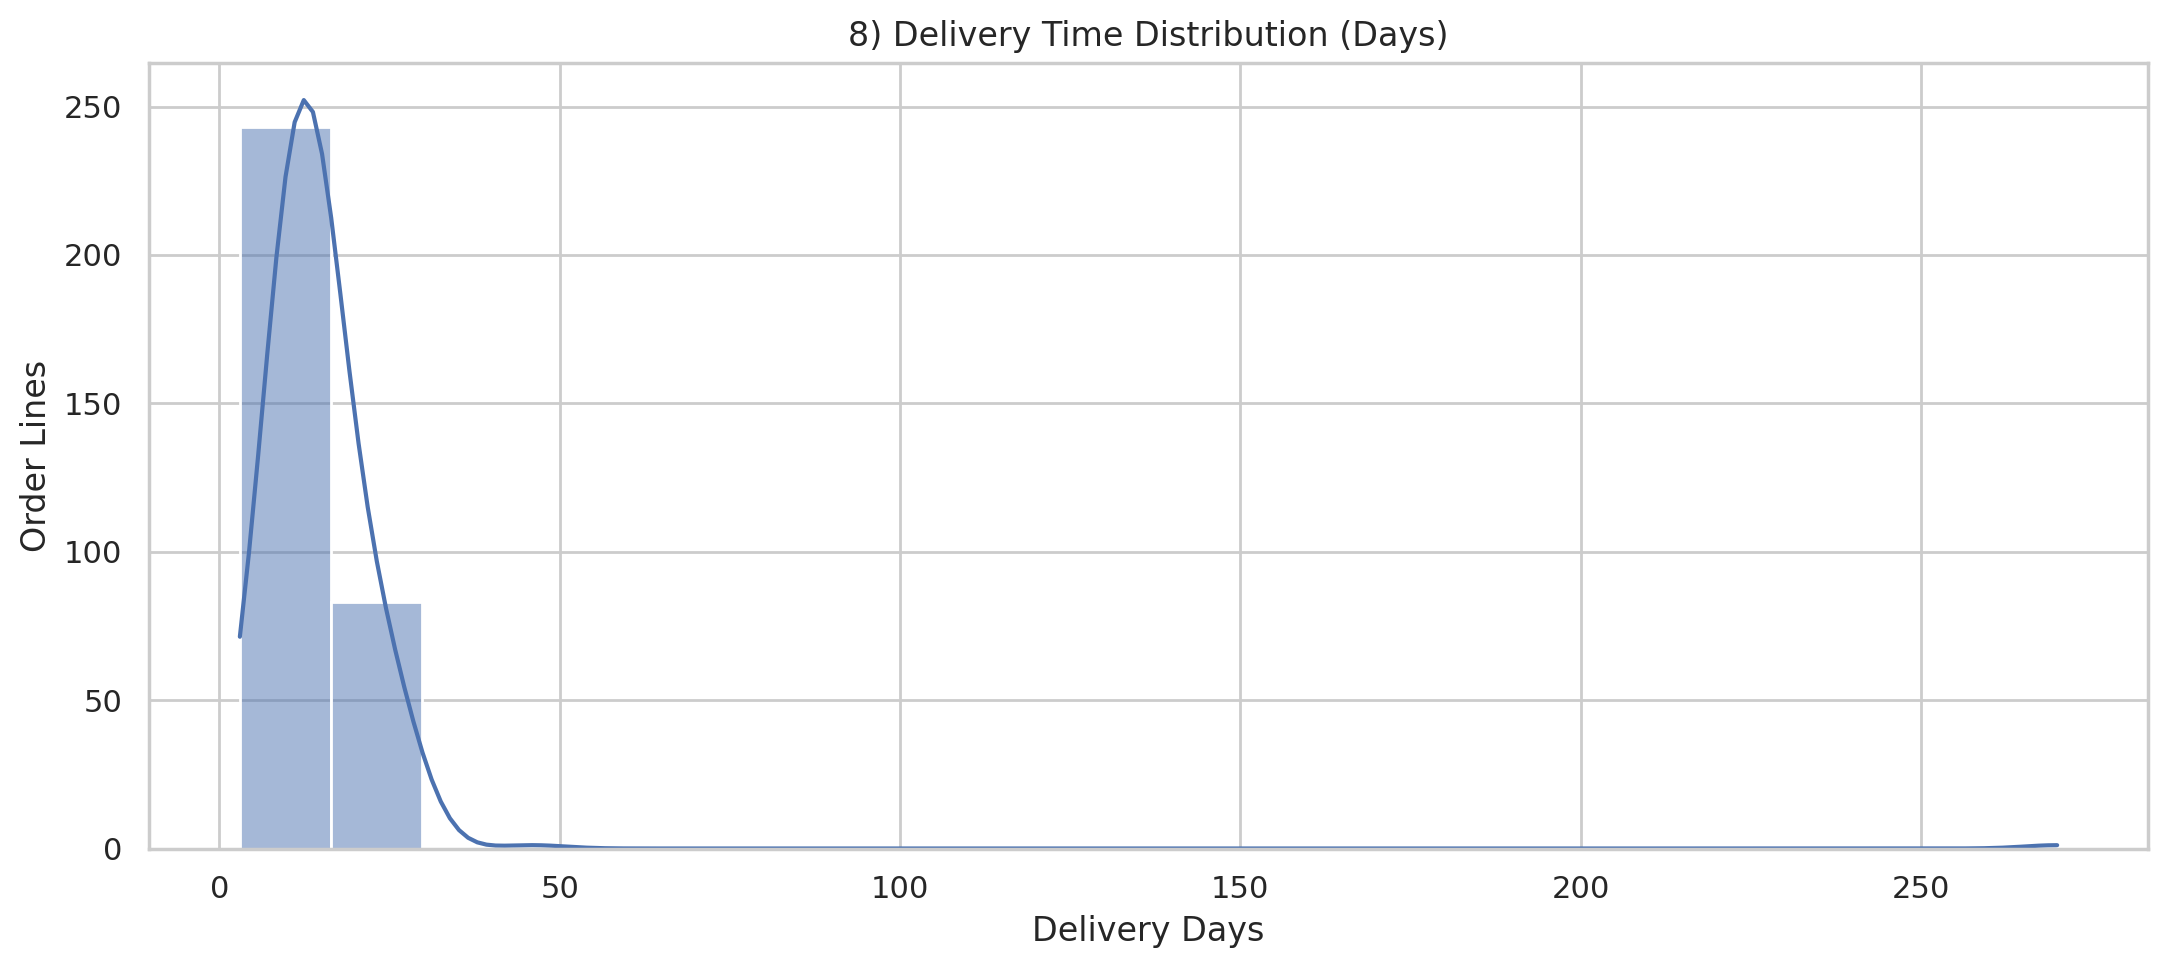 8) Delivery Time Distribution (Days)
250
200
150
100
50
0
Order Lines
0 50 100 150 200 250
Delivery Days